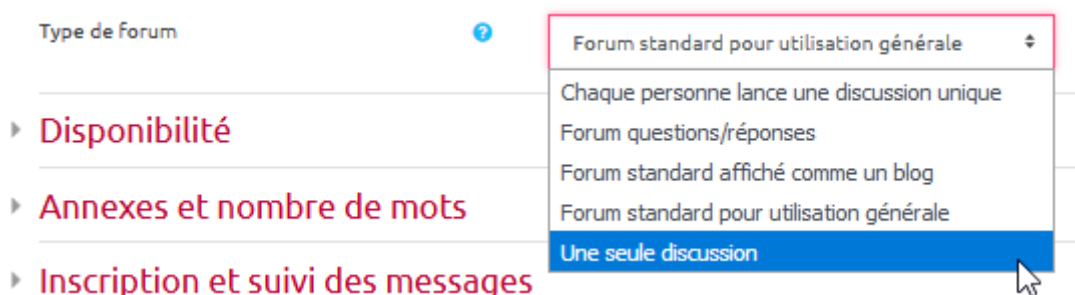 Type de forum
?
Forum standard pour utilisation générale
Chaque personne lance une discussion unique
Forum questions/réponses
Forum standard affiché comme un blog
Forum standard pour utilisation générale
Une seule discussion
Disponibilité
Annexes et nombre de mots
Inscription et suivi des messages